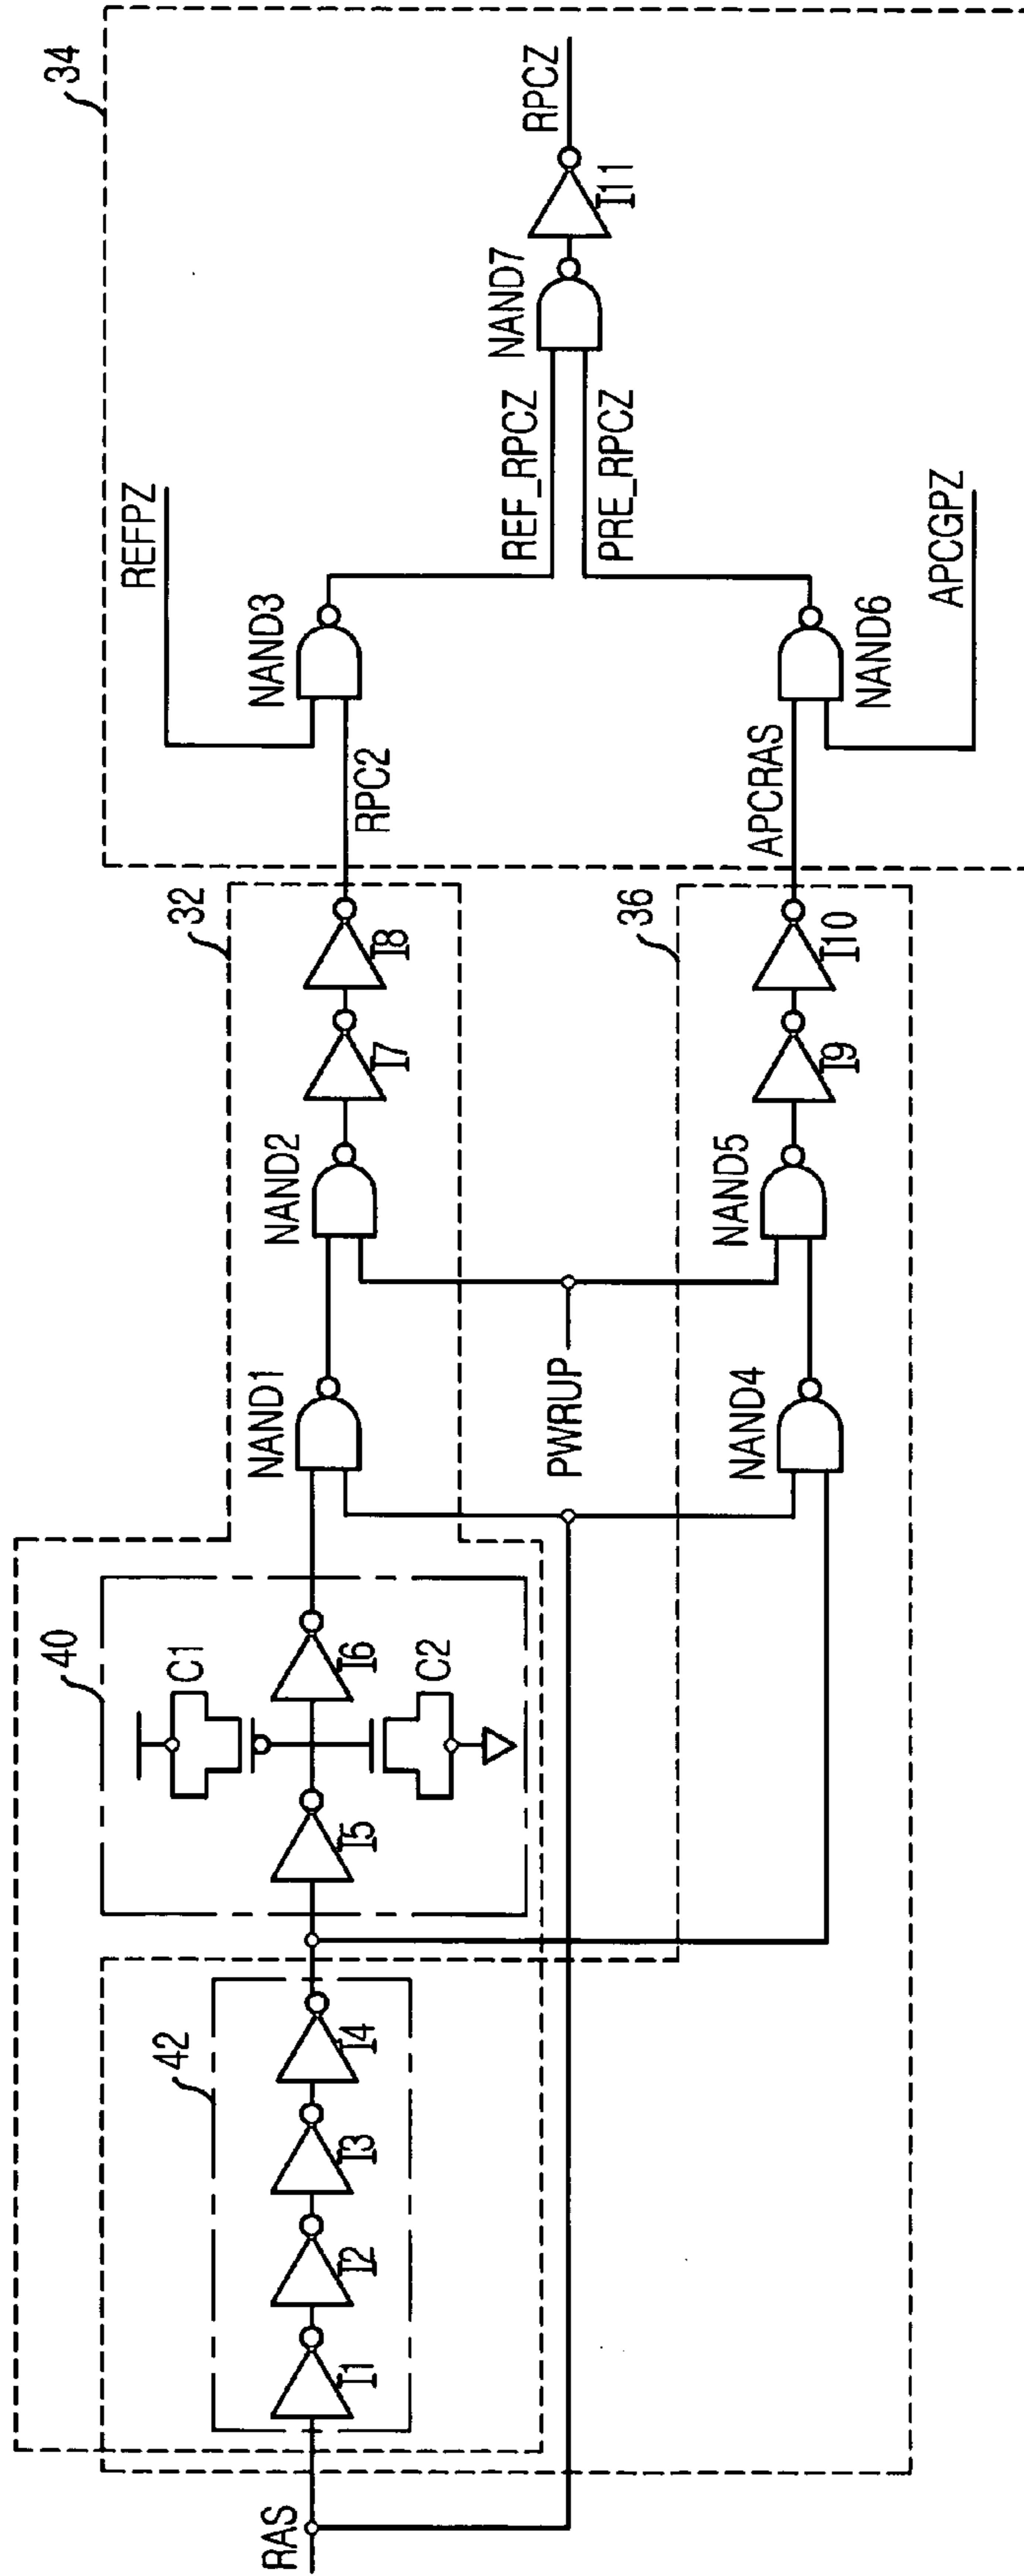 34
REFPZ
NAND3
RPC2
REF_RPCZ
PRE_RPCZ
NAND7
I11
RPCZ
APCRAS
NAND6
APCGPZ
32
NAND1
NAND2
I7
I8
PWRUP
36
NAND4
NAND5
I9
I10
40
C1
I5
I6
C2
42
I1
I2
I3
I4
RAS